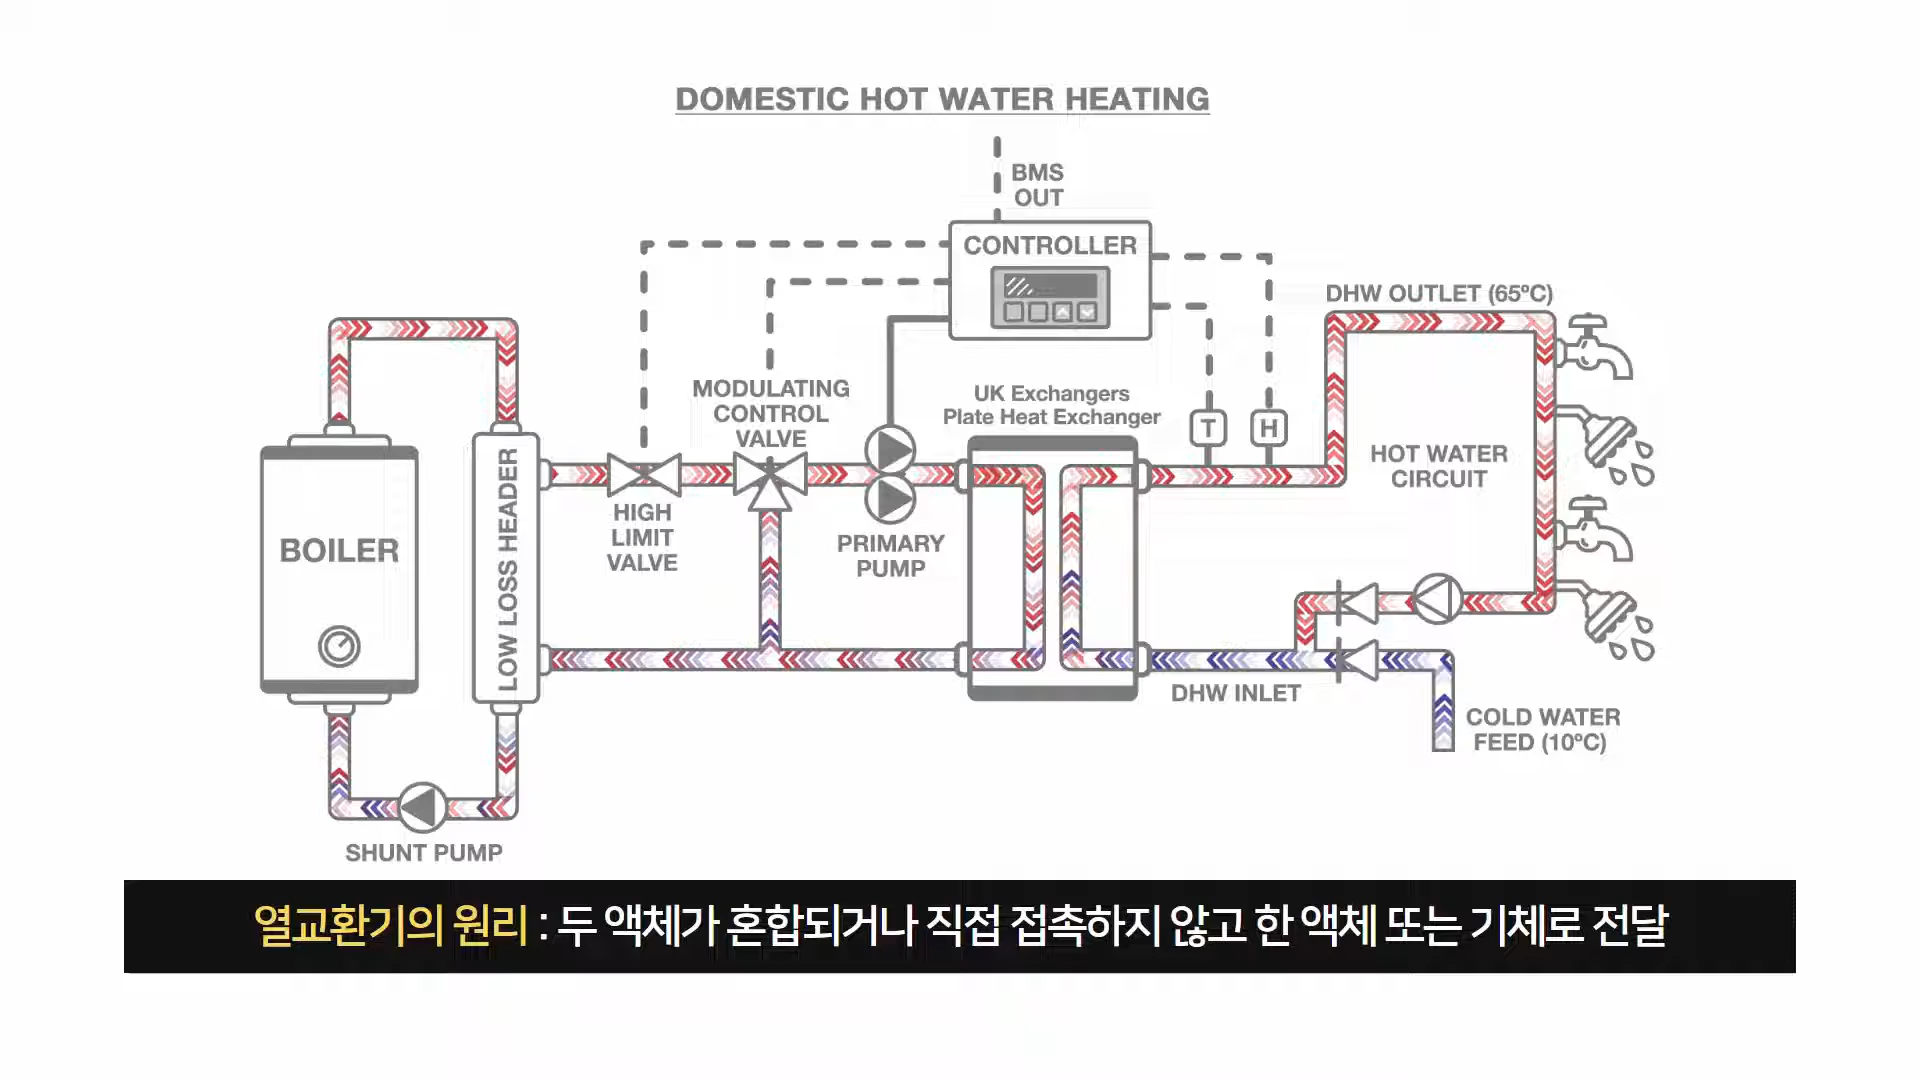 DOMESTIC HOT WATER HEATING
BMS
OUT
CONTROLLER
DHW OUTLET (65ºC)
MODULATING
CONTROL
VALVE
UK Exchangers
Plate Heat Exchanger
T
H
HOT WATER
CIRCUIT
BOILER
LOW LOSS HEADER
HIGH
LIMIT
VALVE
PRIMARY
PUMP
DHW INLET
COLD WATER
FEED (10ºC)
SHUNT PUMP
열교환기의 원리 : 두 액체가 혼합되거나 직접 접촉하지 않고 한 액체 또는 기체로 전달